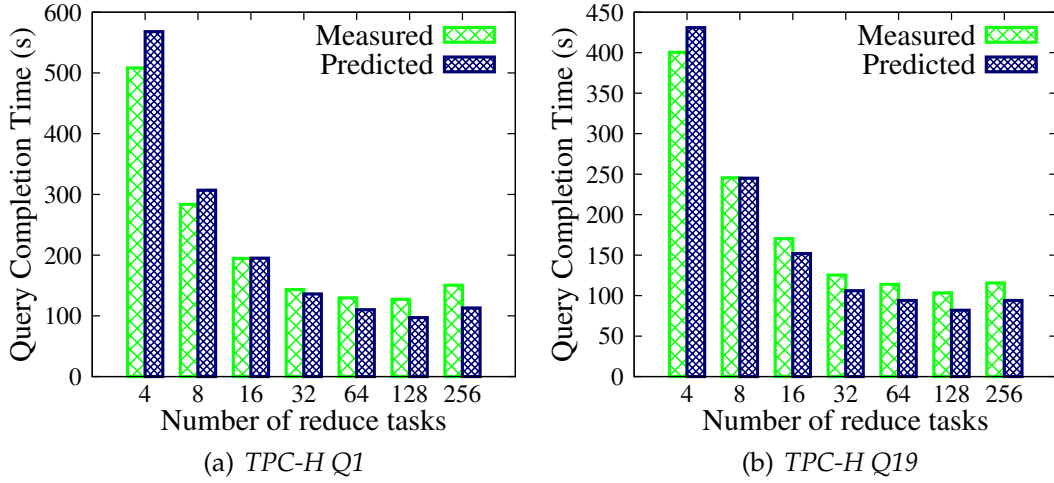 600
500
400
300
200
100
0
Query Completion Time (s)
Measured
Predicted
4 8 16 32 64 128 256
Number of reduce tasks
(a) TPC-H Q1
450
400
350
300
250
200
150
100
50
0
Query Completion Time (s)
Measured
Predicted
4 8 16 32 64 128 256
Number of reduce tasks
(b) TPC-H Q19